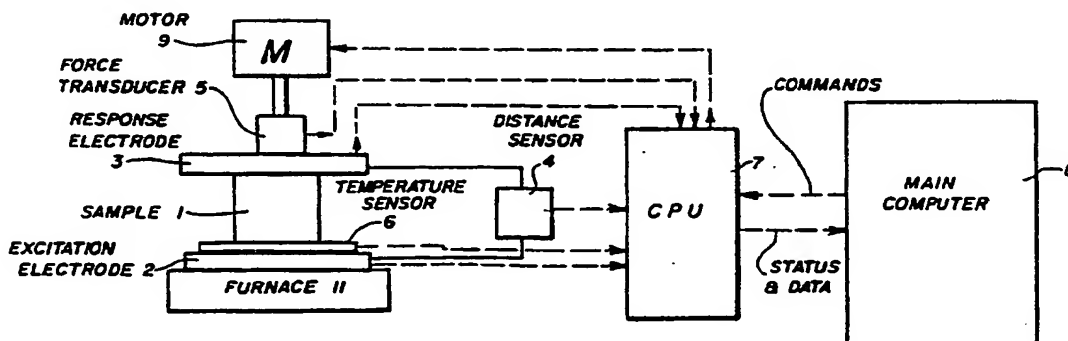 MOTOR
9
M
FORCE
TRANSDUCER 5
RESPONSE
ELECTRODE
3
DISTANCE
SENSOR
4
COMMANDS
7
CPU
MAIN
COMPUTER
TEMPERATURE
SENSOR
6
SAMPLE 1
EXCITATION
ELECTRODE 2
FURNACE 11
STATUS
& DATA